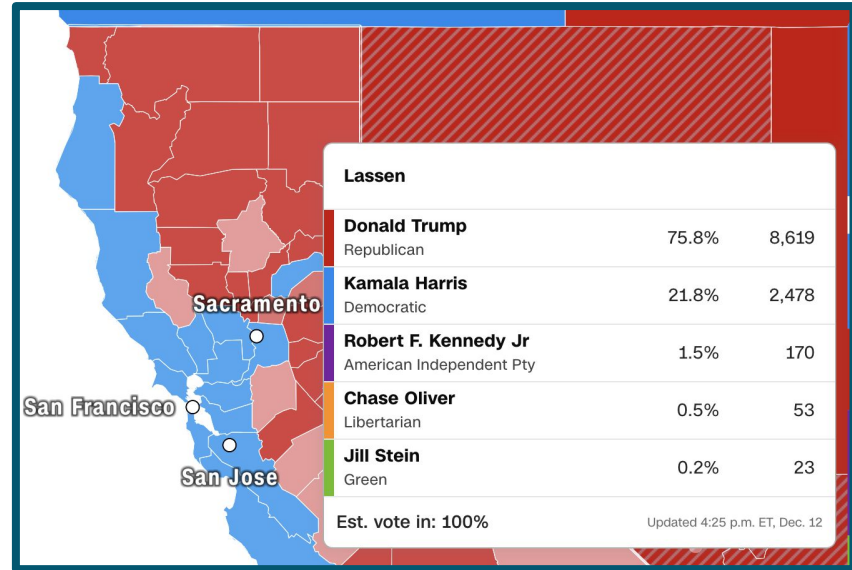 Lassen
Donald Trump
Republican
75.8%
8,619
Kamala Harris
Democratic
21.8%
2,478
Robert F. Kennedy Jr
American Independent Pty
1.5%
170
Chase Oliver
Libertarian
0.5%
53
Jill Stein
Green
0.2%
23
Est. vote in: 100%
Updated 4:25 p.m. ET, Dec. 12
Sacramento
San Francisco
San Jose